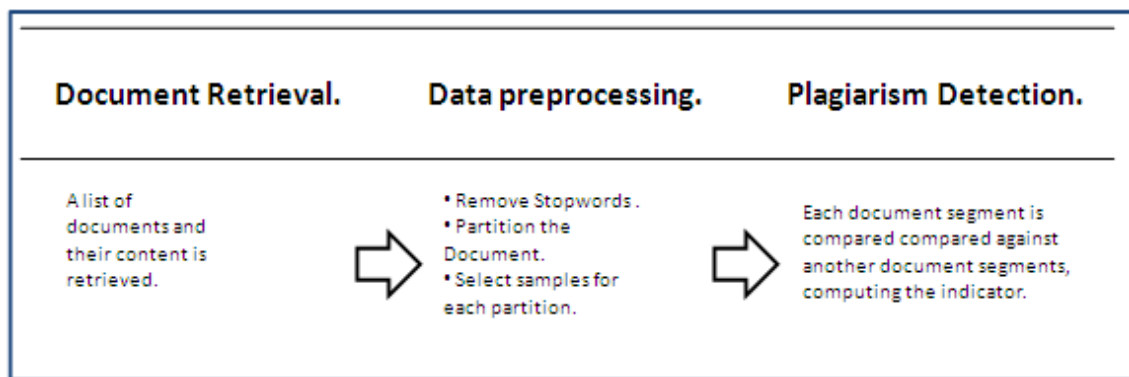 Document Retrieval.
Data preprocessing.
Plagiarism Detection.
A list of
documents and
their content is
retrieved.
• Remove Stopwords .
• Partition the
Document.
• Select samples for
each partition.
Each document segment is
compared compared against
another document segments,
computing the indicator.